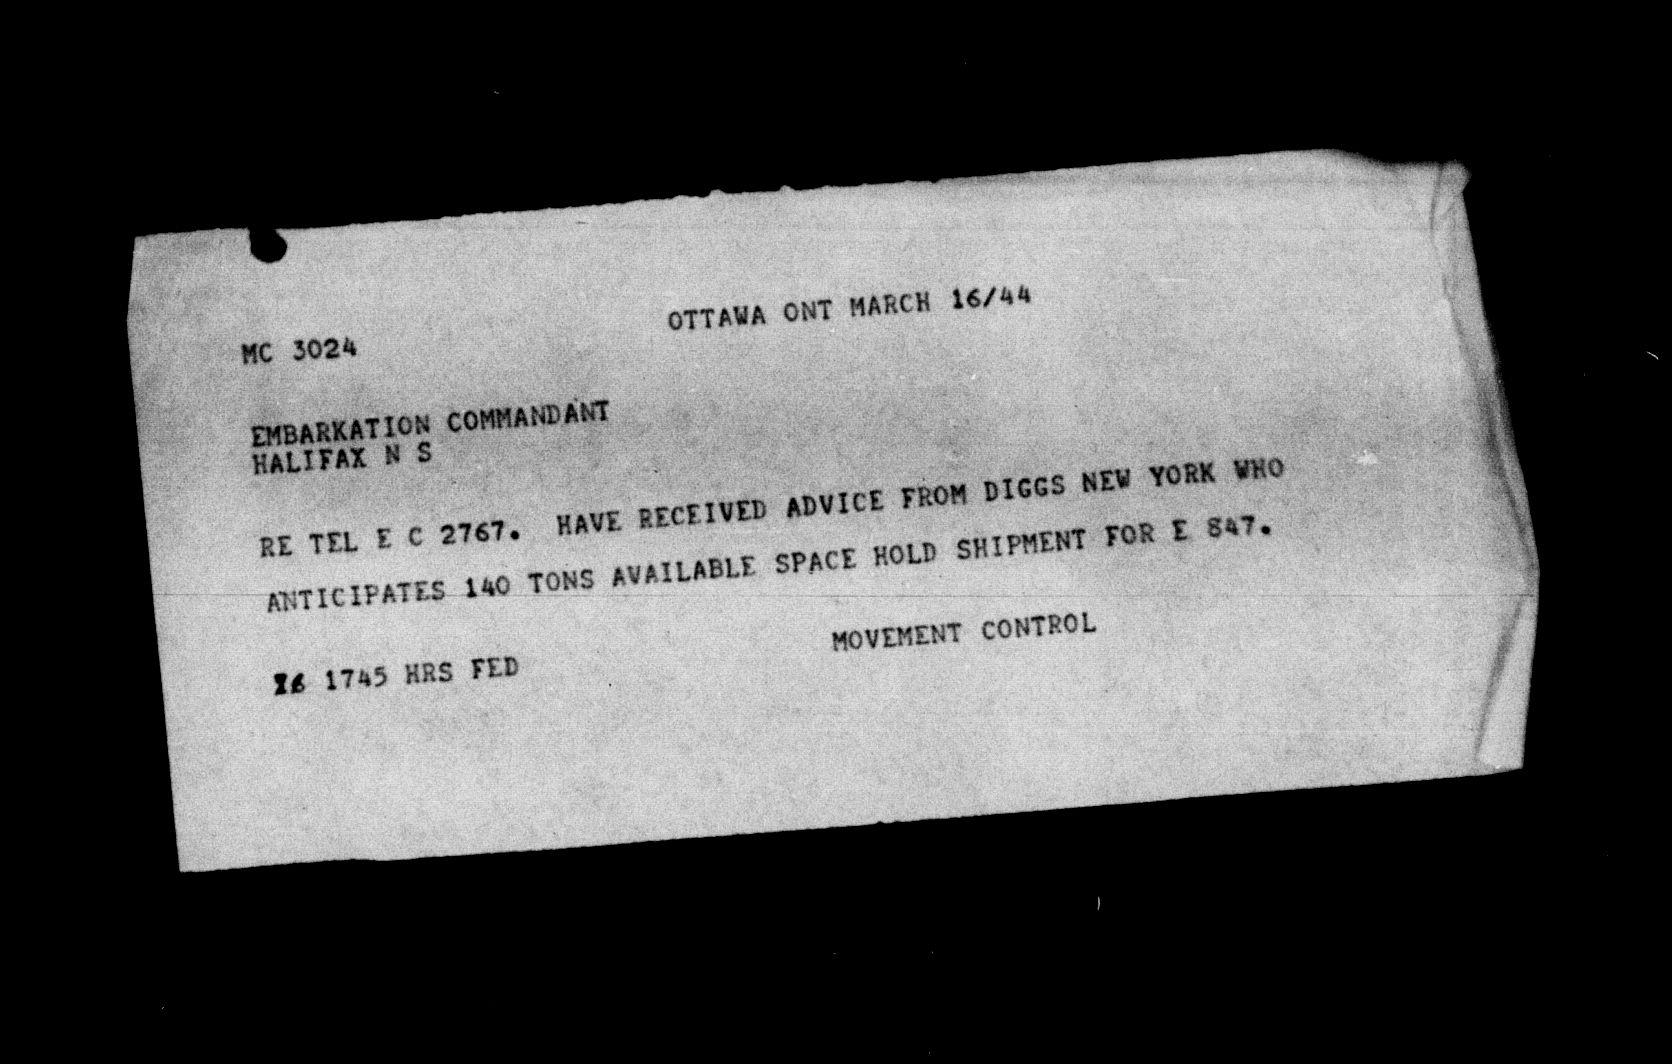 OTTAWA ONT MARCH 16/44
MC 3024
EMBARKATION COMMANDANT
HALIFAX N S
RE TEL E C 2767. HAVE RECEIVED ADVICE FROM DIGGS NEW YORK WHO
ANTICIPATES 140 TONS AVAILABLE SPACE HOLD SHIPMENT FOR E 847.
MOVEMENT CONTROL
16 1745 HRS FED